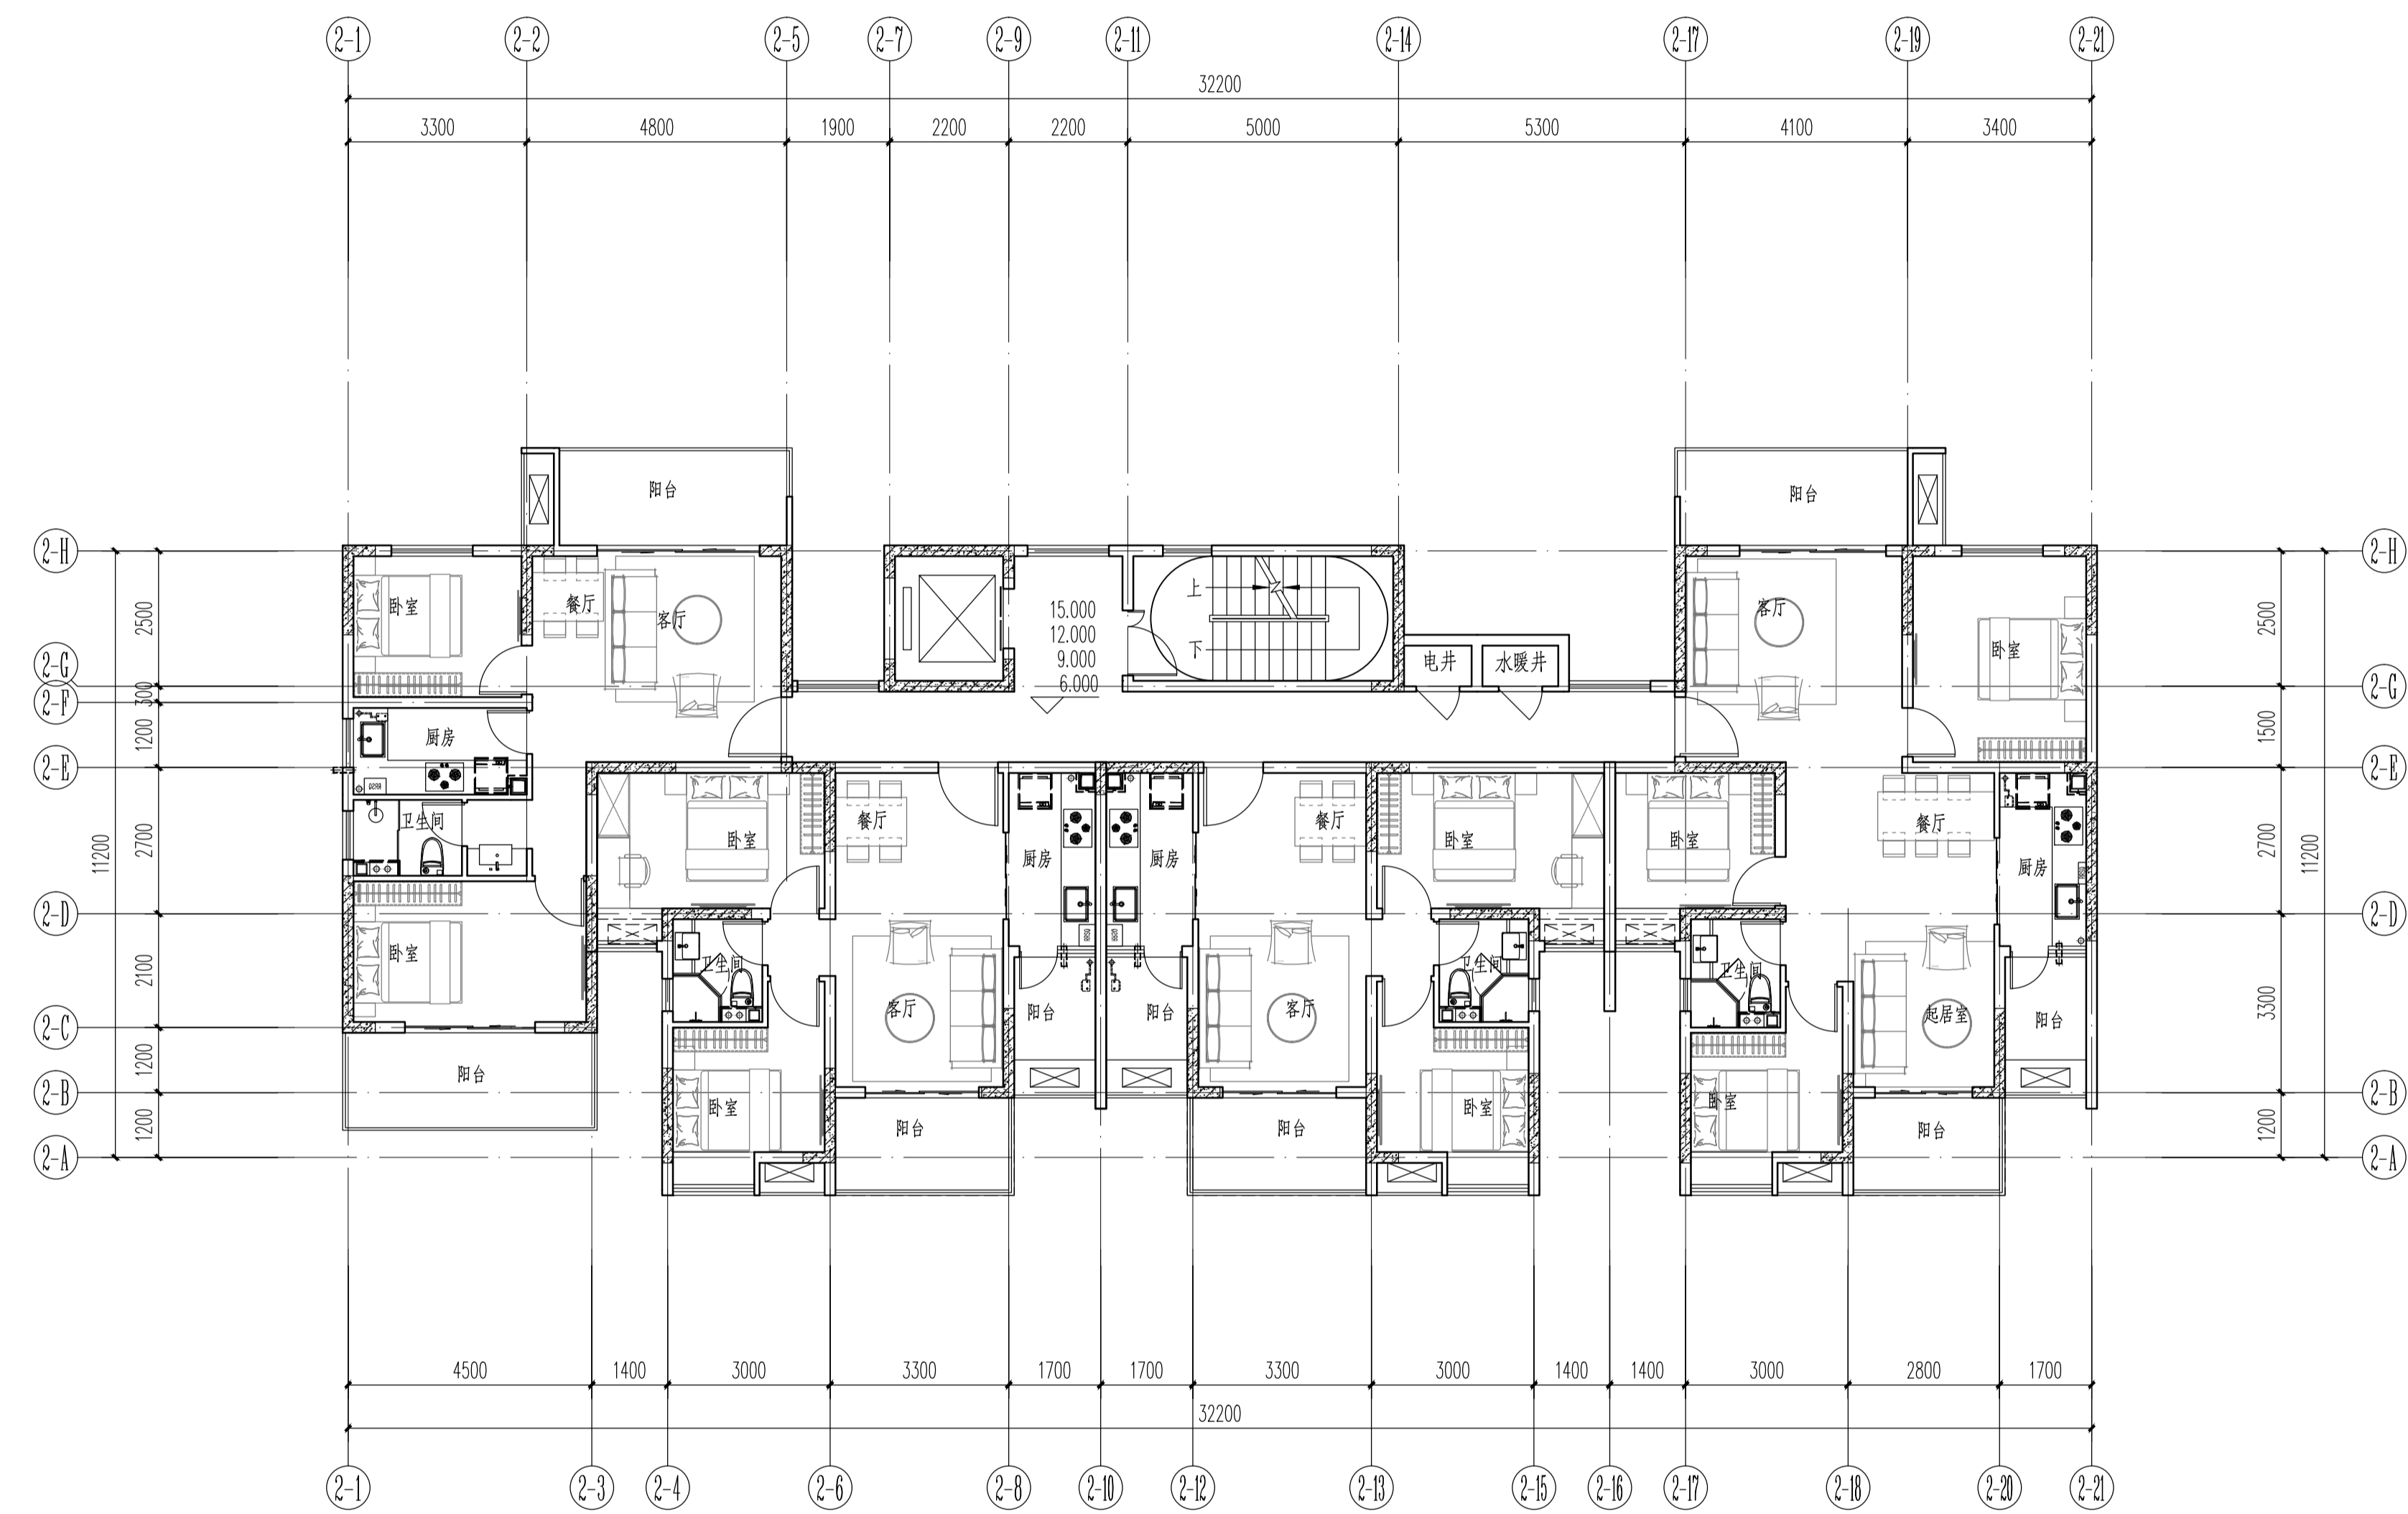 2-1 2-2 2-5 2-7 2-9 2-11 2-14 2-17 2-19 2-21
32200
3300 4800 1900 2200 2200 5000 5300 4100 3400
阳台 阳台
2-H 2-H
卧室 餐厅 客厅 上 15.000 客厅
2500 12.000 2500
下 9.000 电井 水暖井 卧室
2-G 6.000 2-G
300
2-F
1200 厨房 1500
2-E 2-E
卫生间 卧室 餐厅 餐厅 卧室 卧室 餐厅
2700 厨房 厨房 厨房 2700
11200 11200
2-D 2-D
卧室 卫生间 卫生间 卫生间
2100 3300
客厅 阳台 阳台 客厅 起居室 阳台
2-C
1200 阳台
2-B 2-B
卧室 卧室 卧室
1200 阳台 阳台 阳台 1200
2-A 2-A
4500 1400 3000 3300 1700 1700 3300 3000 1400 1400 3000 2800 1700
32200
2-1 2-3 2-4 2-6 2-8 2-10 2-12 2-13 2-15 2-16 2-17 2-18 2-20 2-21